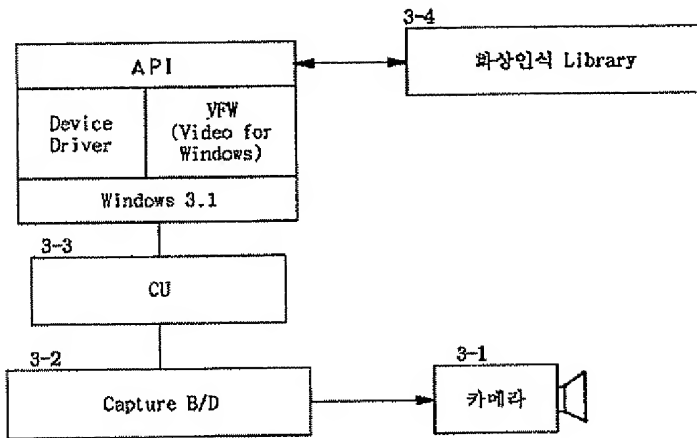 3-4
API
화상인식 Library
Device
Driver
VFW
(Video for
Windows)
Windows 3.1
3-3
CU
3-2
Capture B/D
3-1
카메라